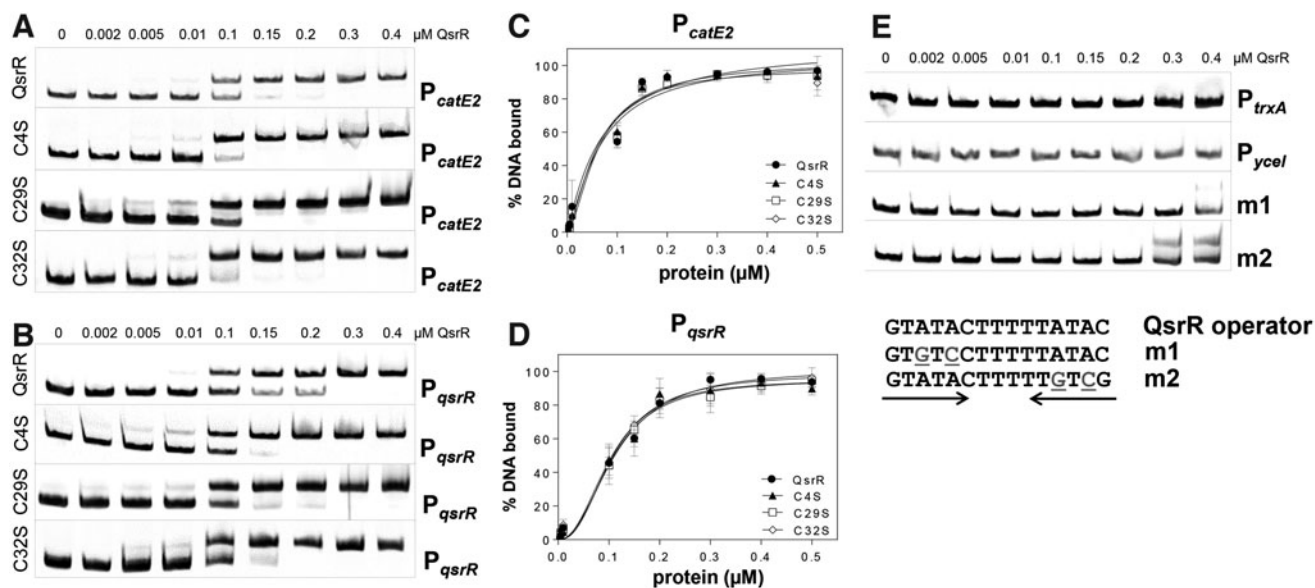 A
0 0.002 0.005 0.01 0.1 0.15 0.2 0.3 0.4 µM QsrR
QsrR P catE2
C4S P catE2
C29S P catE2
C32S P catE2
B
0 0.002 0.005 0.01 0.1 0.15 0.2 0.3 0.4 µM QsrR
QsrR P qsrR
C4S P qsrR
C29S P qsrR
C32S P qsrR
C
P catE2
% DNA bound
100
80
60
40
20
0
QsrR
C4S
C29S
C32S
0.0 0.1 0.2 0.3 0.4 0.5
protein (µM)
D
P qsrR
% DNA bound
100
80
60
40
20
0
QsrR
C4S
C29S
C32S
0.0 0.1 0.2 0.3 0.4 0.5
protein (µM)
E
0 0.002 0.005 0.01 0.1 0.15 0.2 0.3 0.4 µM QsrR
P trxA
P yceI
m1
m2
GTATACTTTTTATAC QsrR operator
GTGTCCTTTTTATAC m1
GTATACTTTTTGTCG m2